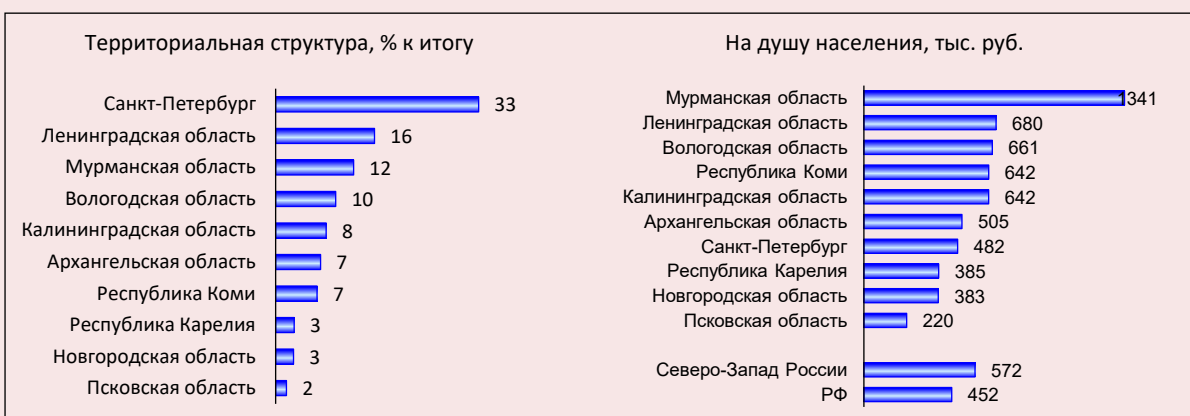 Территориальная структура, % к итогу
Санкт-Петербург 33
Ленинградская область 16
Мурманская область 12
Вологодская область 10
Калининградская область 8
Архангельская область 7
Республика Коми 7
Республика Карелия 3
Новгородская область 3
Псковская область 2
На душу населения, тыс. руб.
Мурманская область 1341
Ленинградская область 680
Вологодская область 661
Республика Коми 642
Калининградская область 642
Архангельская область 505
Санкт-Петербург 482
Республика Карелия 385
Новгородская область 383
Псковская область 220
Северо-Запад России 572
РФ 452